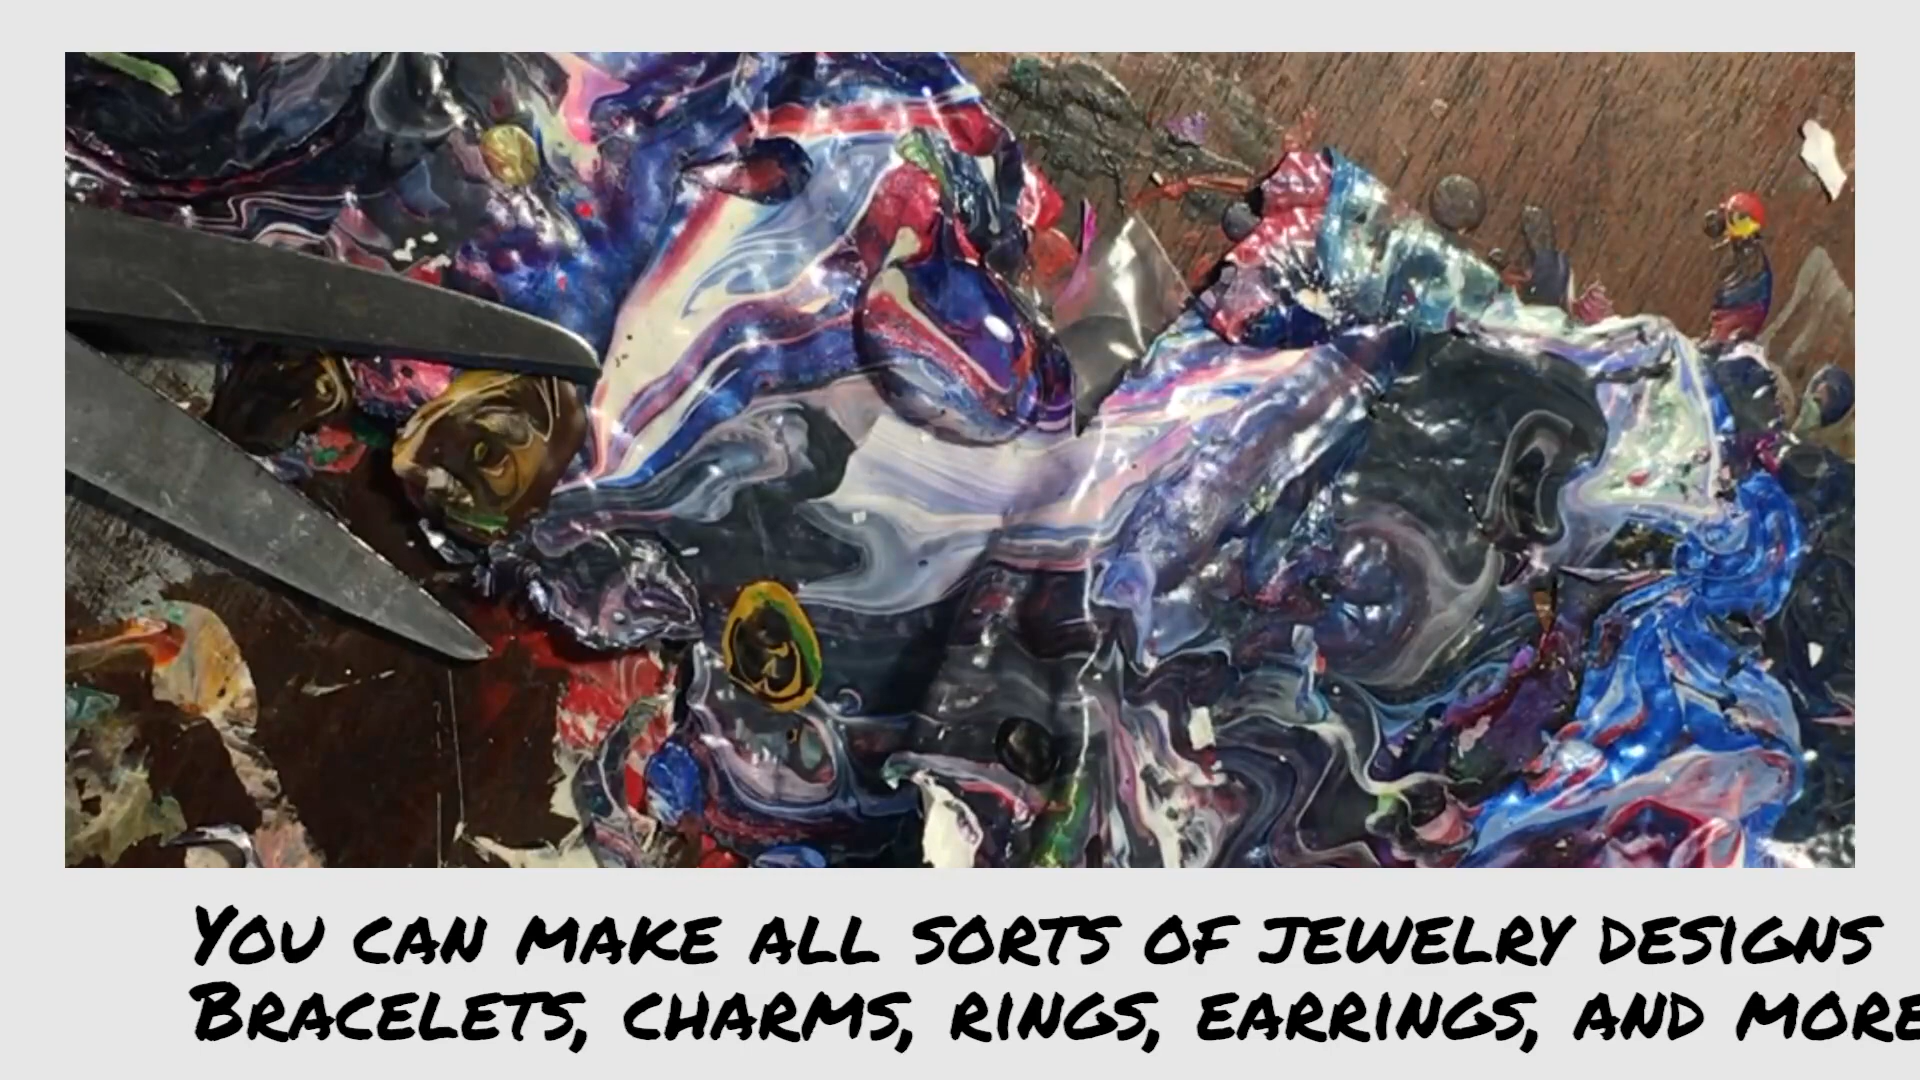 You can make all sorts of jewelry designs
Bracelets, charms, rings, earrings, and more